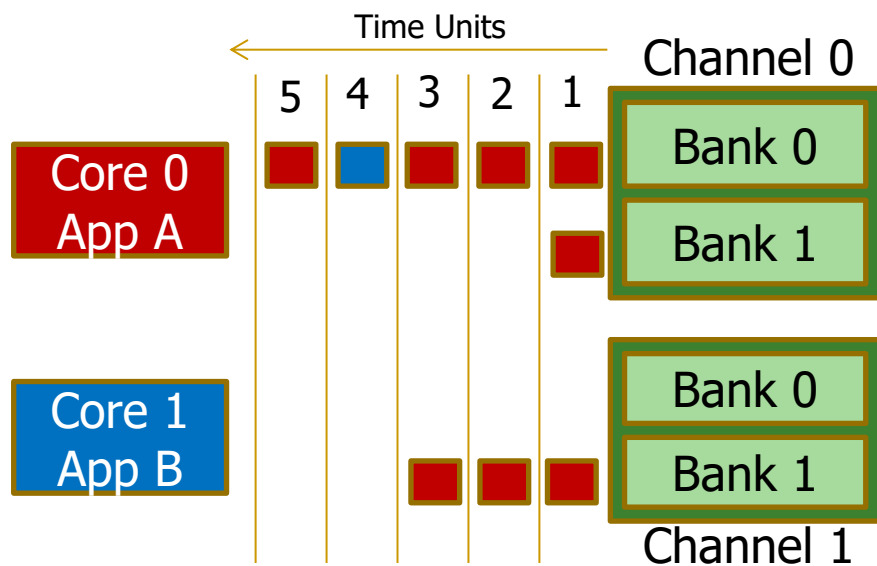 Time Units
Channel 0
5 4 3 2 1
Bank 0
Core 0
App A
Bank 1
Bank 0
Core 1
App B
Bank 1
Channel 1